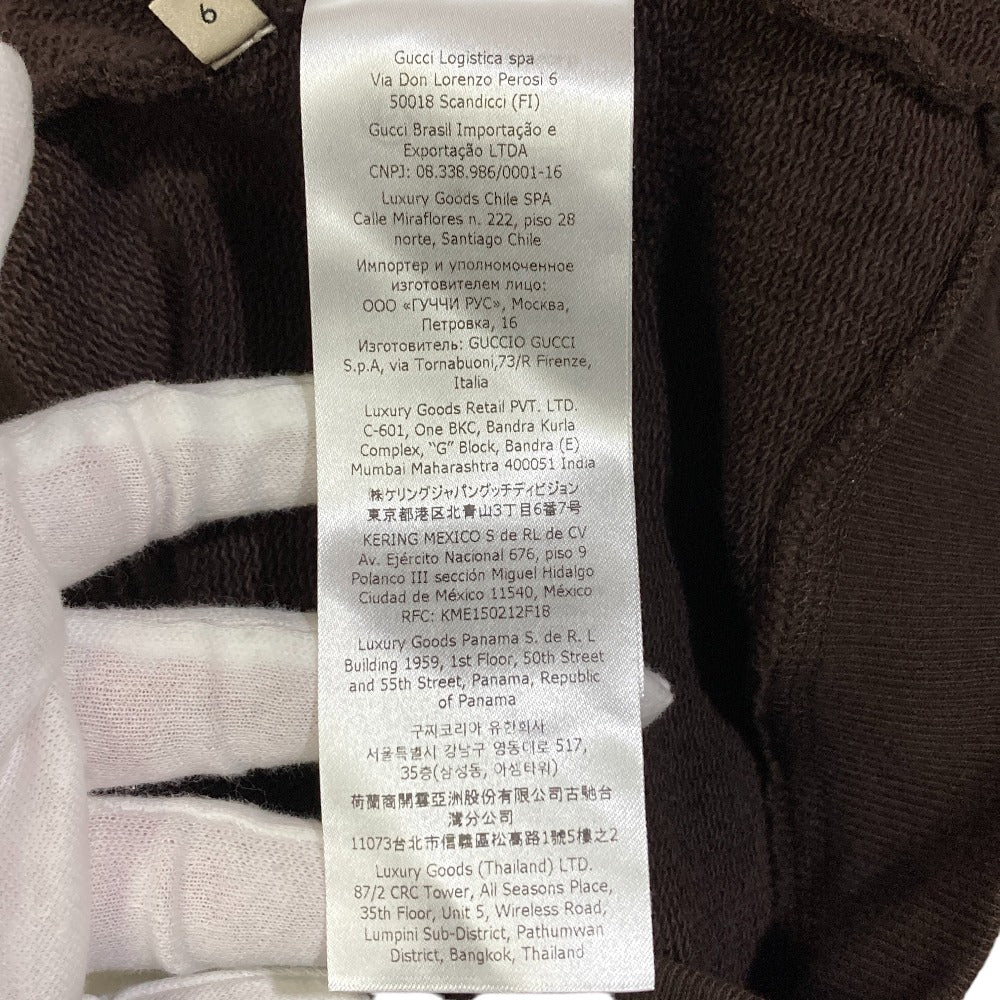 6
Gucci Logistica spa
Via Don Lorenzo Perosi 6
50018 Scandicci (FI)
Gucci Brasil Importação e
Exportação LTDA
CNPJ: 08.338.986/0001-16
Luxury Goods Chile SPA
Calle Miraflores n. 222, piso 28
norte, Santiago Chile
Импортер и уполномоченное
изготовителем лицо:
ООО «ГУЧЧИ РУС», Москва,
Петровка, 16
Изготовитель: GUCCIO GUCCI
S.p.A, via Tornabuoni,73/R Firenze,
Italia
Luxury Goods Retail PVT. LTD.
C-601, One BKC, Bandra Kurla
Complex, "G" Block, Bandra (E)
Mumbai Maharashtra 400051 India
㈱ケリングジャパングッチディビジョン
東京都港区北青山3丁目6番7号
KERING MEXICO S de RL de CV
Av. Ejército Nacional 676, piso 9
Polanco III sección Miguel Hidalgo
Ciudad de México 11540, México
RFC: KME150212F18
Luxury Goods Panama S. de R. L
Building 1959, 1st Floor, 50th Street
and 55th Street, Panama, Republic
of Panama
구찌코리아 유한회사
서울특별시 강남구 영동대로 517,
35층(삼성동, 아셈타워)
荷蘭商開雲亞洲股份有限公司古馳台
灣分公司
11073台北市信義區松高路1號5樓之2
Luxury Goods (Thailand) LTD.
87/2 CRC Tower, All Seasons Place,
35th Floor, Unit 5, Wireless Road,
Lumpini Sub-District, Pathumwan
District, Bangkok, Thailand